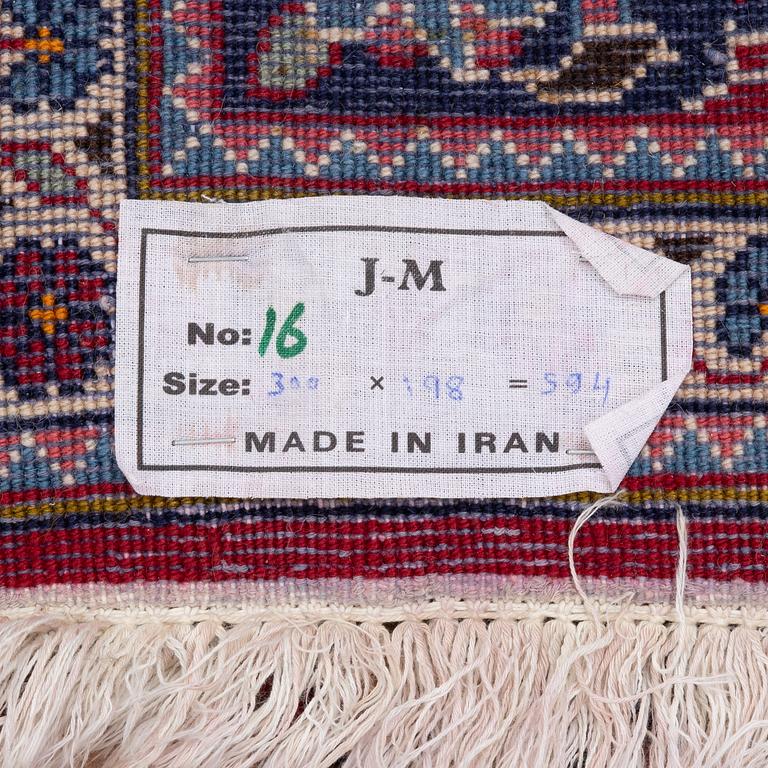 J-M
No: 16
Size: 300 × 198 = 594
MADE IN IRAN